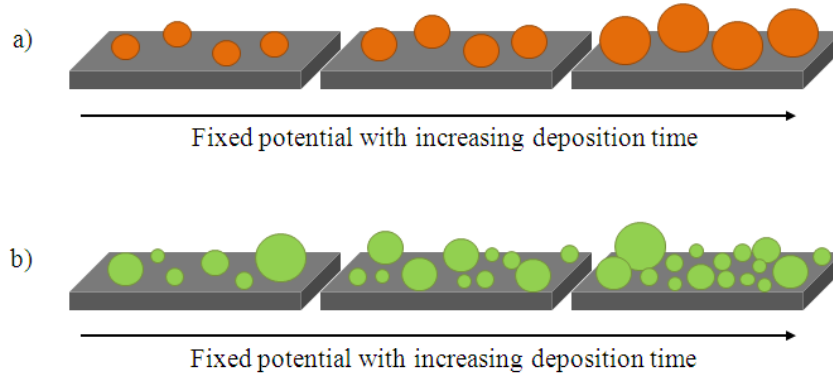 a)
Fixed potential with increasing deposition time
b)
Fixed potential with increasing deposition time